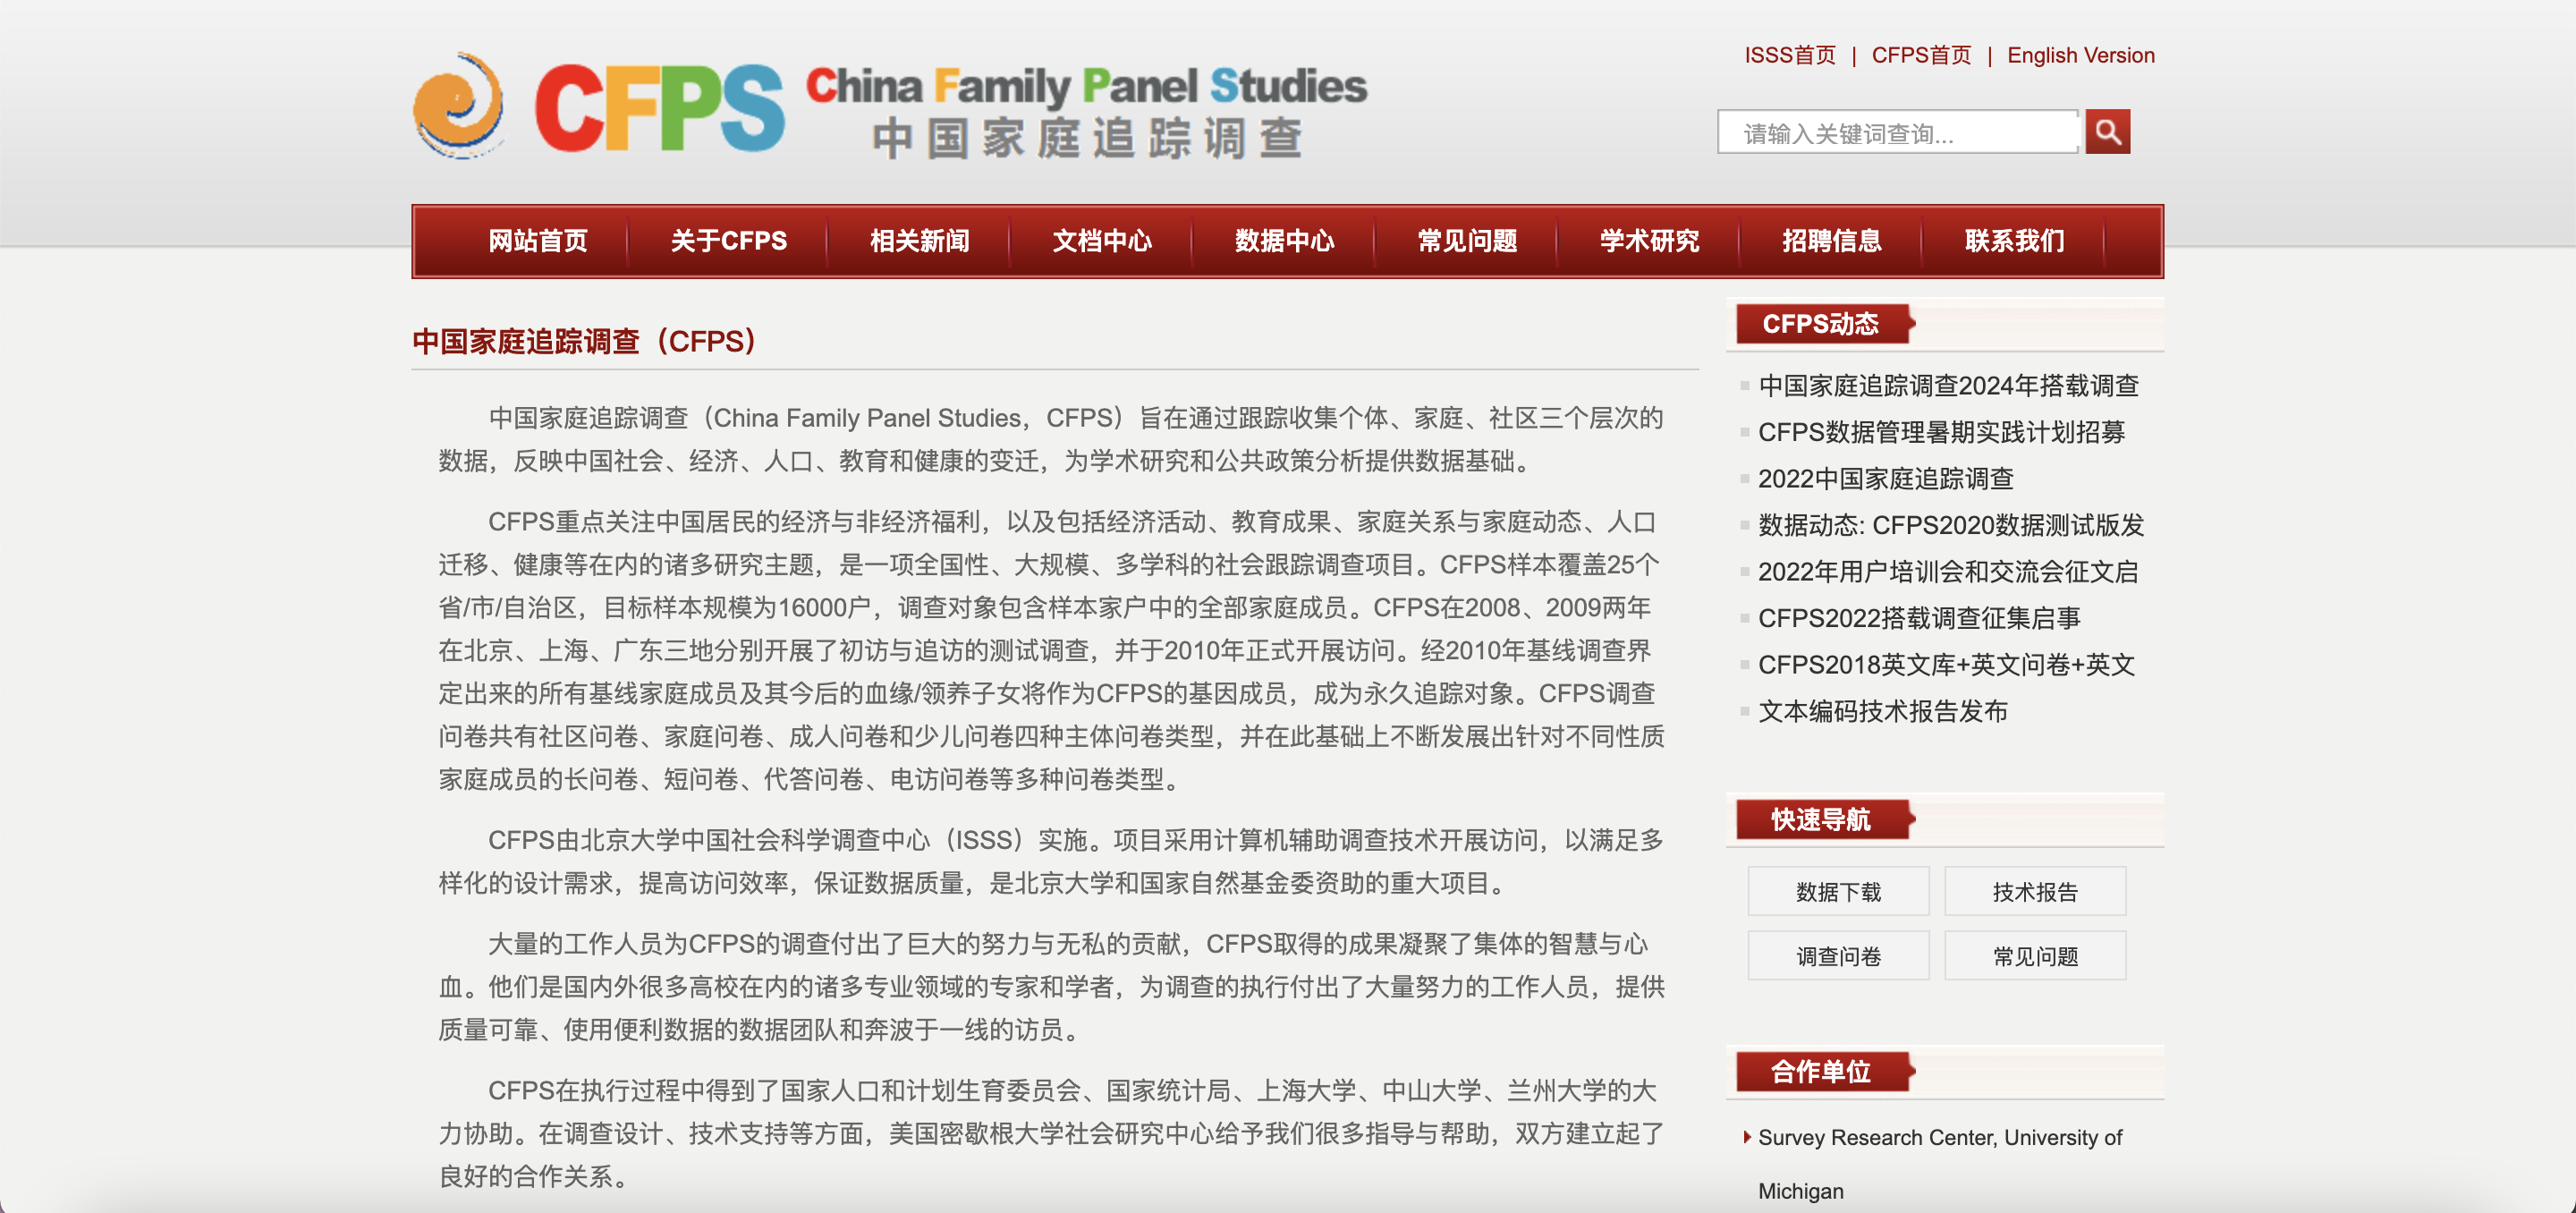 CFPS China Family Panel Studies
中国家庭追踪调查
ISSS首页 | CFPS首页 | English Version
请输入关键词查询...
网站首页 关于CFPS 相关新闻 文档中心 数据中心 常见问题 学术研究 招聘信息 联系我们
中国家庭追踪调查（CFPS）
中国家庭追踪调查（China Family Panel Studies，CFPS）旨在通过跟踪收集个体、家庭、社区三个层次的
数据，反映中国社会、经济、人口、教育和健康的变迁，为学术研究和公共政策分析提供数据基础。
CFPS重点关注中国居民的经济与非经济福利，以及包括经济活动、教育成果、家庭关系与家庭动态、人口
迁移、健康等在内的诸多研究主题，是一项全国性、大规模、多学科的社会跟踪调查项目。CFPS样本覆盖25个
省/市/自治区，目标样本规模为16000户，调查对象包含样本家户中的全部家庭成员。CFPS在2008、2009两年
在北京、上海、广东三地分别开展了初访与追访的测试调查，并于2010年正式开展访问。经2010年基线调查界
定出来的所有基线家庭成员及其今后的血缘/领养子女将作为CFPS的基因成员，成为永久追踪对象。CFPS调查
问卷共有社区问卷、家庭问卷、成人问卷和少儿问卷四种主体问卷类型，并在此基础上不断发展出针对不同性质
家庭成员的长问卷、短问卷、代答问卷、电访问卷等多种问卷类型。
CFPS由北京大学中国社会科学调查中心（ISSS）实施。项目采用计算机辅助调查技术开展访问，以满足多
样化的设计需求，提高访问效率，保证数据质量，是北京大学和国家自然基金委资助的重大项目。
大量的工作人员为CFPS的调查付出了巨大的努力与无私的贡献，CFPS取得的成果凝聚了集体的智慧与心
血。他们是国内外很多高校在内的诸多专业领域的专家和学者，为调查的执行付出了大量努力的工作人员，提供
质量可靠、使用便利数据的数据团队和奔波于一线的访员。
CFPS在执行过程中得到了国家人口和计划生育委员会、国家统计局、上海大学、中山大学、兰州大学的大
力协助。在调查设计、技术支持等方面，美国密歇根大学社会研究中心给予我们很多指导与帮助，双方建立起了
良好的合作关系。
CFPS动态
中国家庭追踪调查2024年搭载调查
CFPS数据管理暑期实践计划招募
2022中国家庭追踪调查
数据动态: CFPS2020数据测试版发
2022年用户培训会和交流会征文启
CFPS2022搭载调查征集启事
CFPS2018英文库+英文问卷+英文
文本编码技术报告发布
快速导航
数据下载 技术报告
调查问卷 常见问题
合作单位
Survey Research Center, University of
Michigan